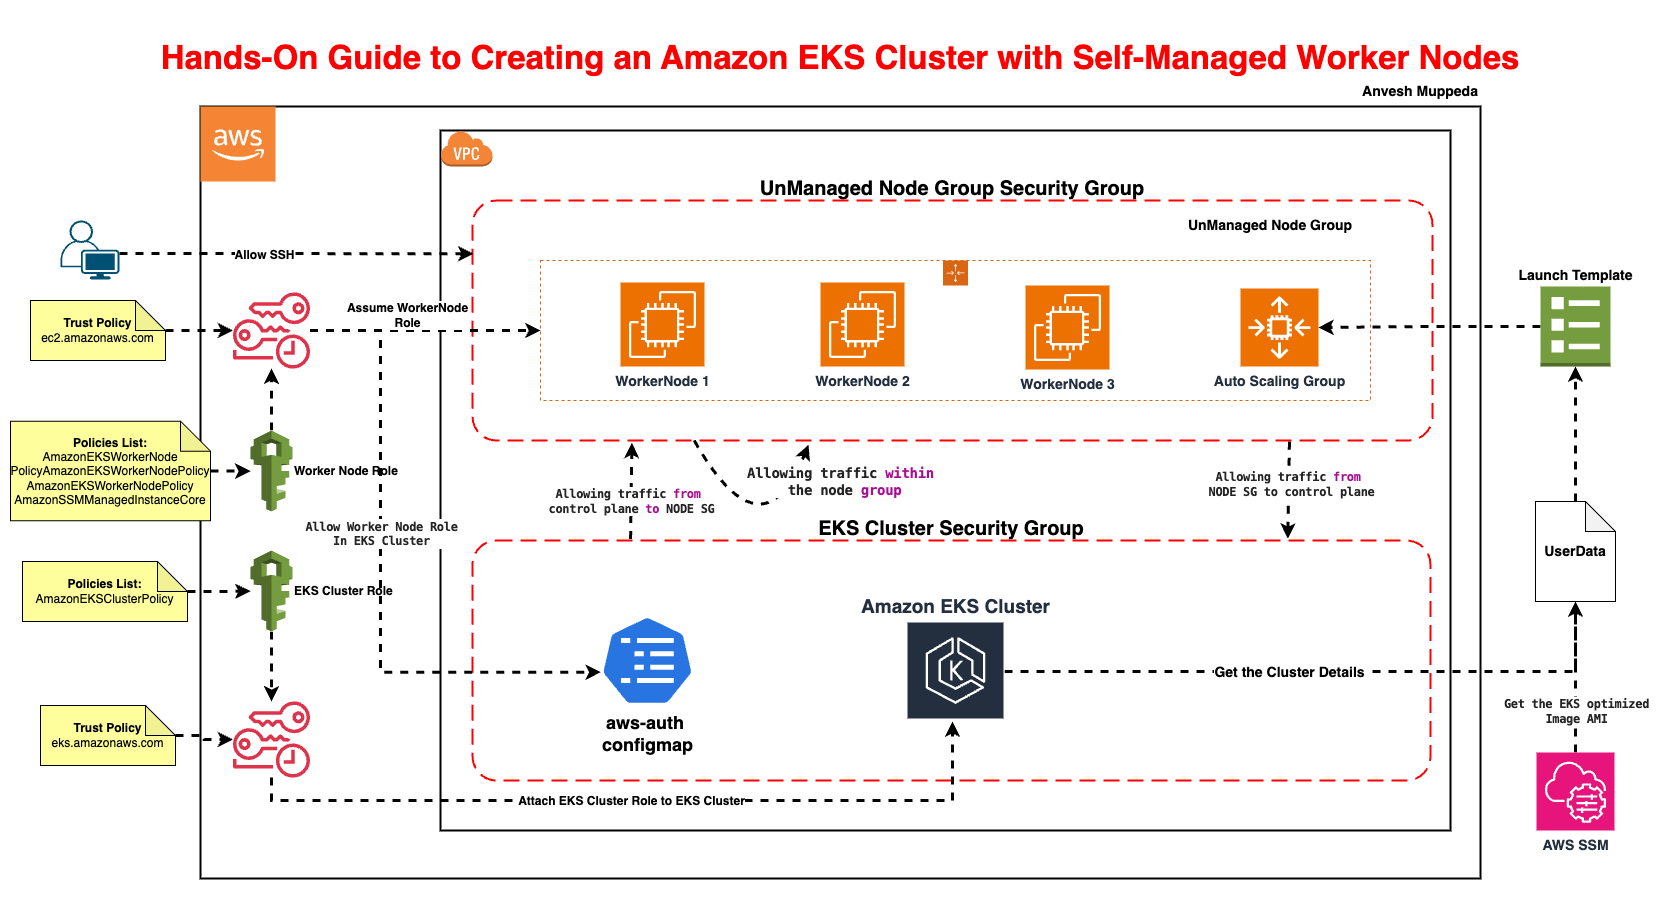 Hands-On Guide to Creating an Amazon EKS Cluster with Self-Managed Worker Nodes
Anvesh Muppeda
aws
VPC
UnManaged Node Group Security Group
UnManaged Node Group
Allow SSH
Launch Template
Trust Policy
ec2.amazonaws.com
Assume WorkerNode
Role
WorkerNode 1
WorkerNode 2
WorkerNode 3
Auto Scaling Group
Policies List:
AmazonEKSWorkerNode
PolicyAmazonEKSWorkerNodePolicy
AmazonEKSWorkerNodePolicy
AmazonSSMManagedInstanceCore
Worker Node Role
Allowing traffic from
control plane to NODE SG
Allowing traffic within
the node group
Allowing traffic from
NODE SG to control plane
Allow Worker Node Role
In EKS Cluster
EKS Cluster Security Group
UserData
Policies List:
AmazonEKSClusterPolicy
EKS Cluster Role
Amazon EKS Cluster
K
Get the Cluster Details
aws-auth
configmap
Get the EKS optimized
Image AMI
Trust Policy
eks.amazonaws.com
Attach EKS Cluster Role to EKS Cluster
AWS SSM